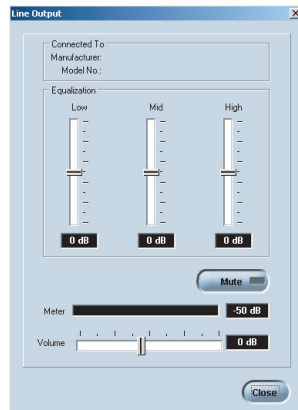 Line Output
Connected To
Manufacturer:
Model No.:
Equalization
Low Mid High
0 dB 0 dB 0 dB
Mute
Meter -50 dB
Volume 0 dB
Close